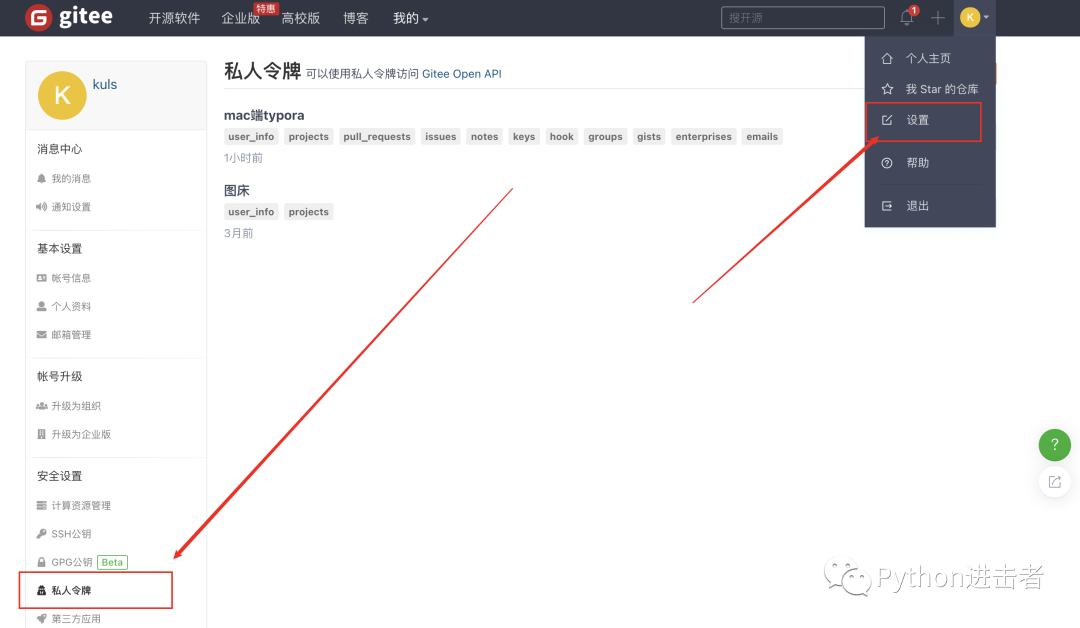 gitee
开源软件 企业版 特惠 高校版 博客 我的
搜开源
1
K
个人主页
我 Star 的仓库
设置
帮助
退出
K
kuls
消息中心
我的消息
通知设置
基本设置
帐号信息
个人资料
邮箱管理
帐号升级
升级为组织
升级为企业版
安全设置
计算资源管理
SSH公钥
GPG公钥 Beta
私人令牌
第三方应用
私人令牌 可以使用私人令牌访问 Gitee Open API
mac端typora
user_info projects pull_requests issues notes keys hook groups gists enterprises emails
1小时前
图床
user_info projects
3月前
?
Python进击者